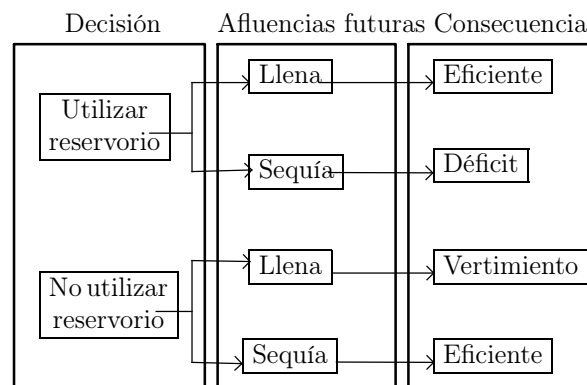 Decisión
Afluencias futuras
Consecuencia
Utilizar
reservorio
Llena
Eficiente
Sequía
Déficit
No utilizar
reservorio
Llena
Vertimiento
Sequía
Eficiente